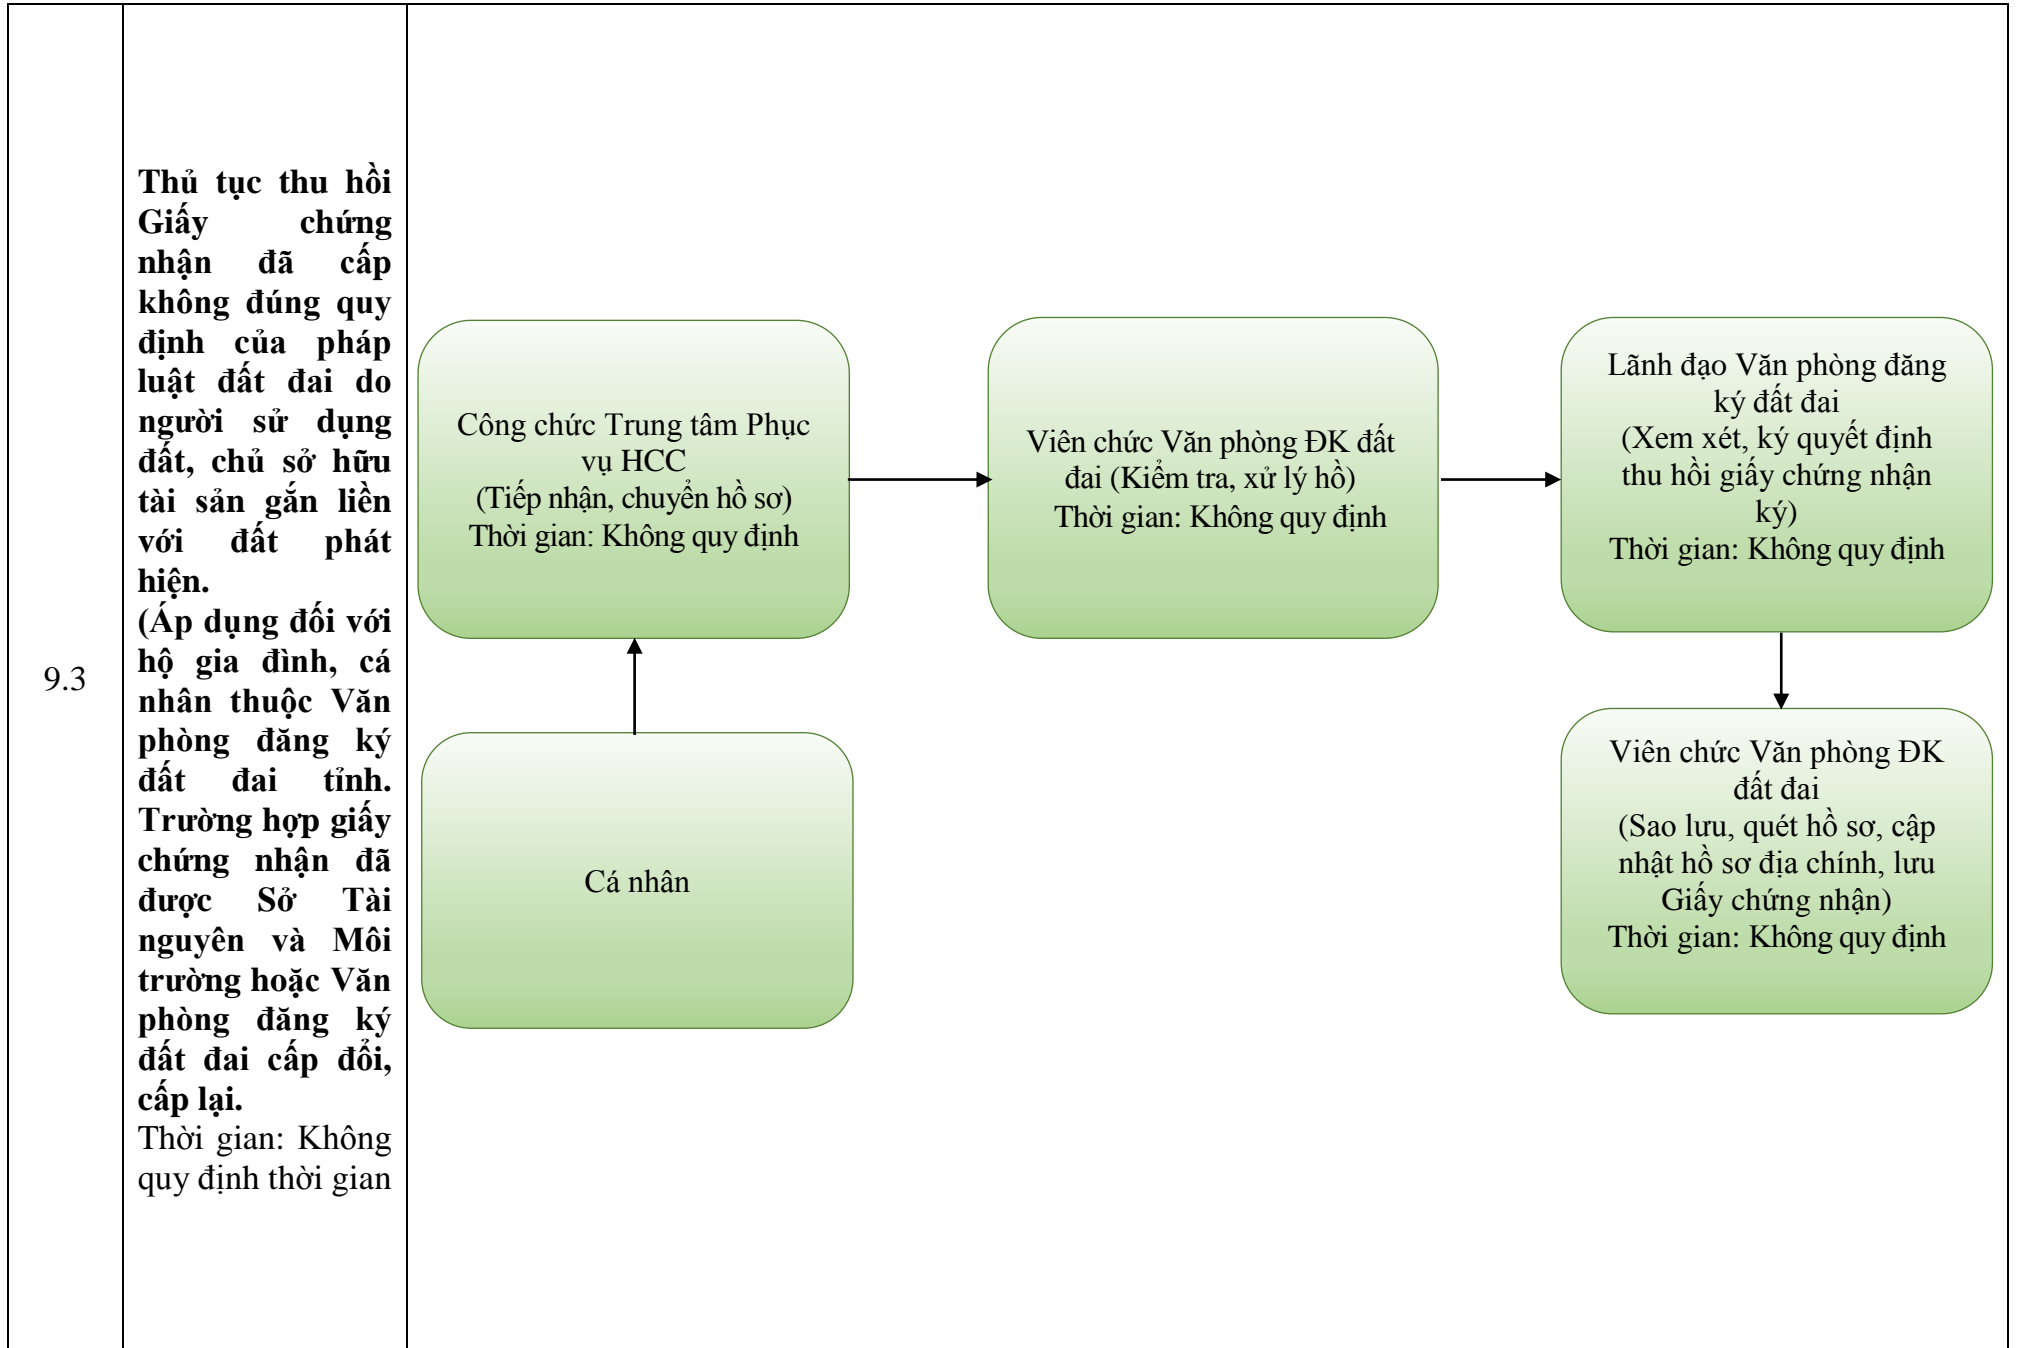 9.3
Thủ tục thu hồi
Giấy chứng
nhận đã cấp
không đúng quy
định của pháp
luật đất đai do
người sử dụng
đất, chủ sở hữu
tài sản gắn liền
với đất phát
hiện.
(Áp dụng đối với
hộ gia đình, cá
nhân thuộc Văn
phòng đăng ký
đất đai tỉnh.
Trường hợp giấy
chứng nhận đã
được Sở Tài
nguyên và Môi
trường hoặc Văn
phòng đăng ký
đất đai cấp đổi,
cấp lại.
Thời gian: Không
quy định thời gian
Công chức Trung tâm Phục
vụ HCC
(Tiếp nhận, chuyển hồ sơ)
Thời gian: Không quy định
Viên chức Văn phòng ĐK đất
đai (Kiểm tra, xử lý hồ)
Thời gian: Không quy định
Lãnh đạo Văn phòng đăng
ký đất đai
(Xem xét, ký quyết định
thu hồi giấy chứng nhận
ký)
Thời gian: Không quy định
Cá nhân
Viên chức Văn phòng ĐK
đất đai
(Sao lưu, quét hồ sơ, cập
nhật hồ sơ địa chính, lưu
Giấy chứng nhận)
Thời gian: Không quy định